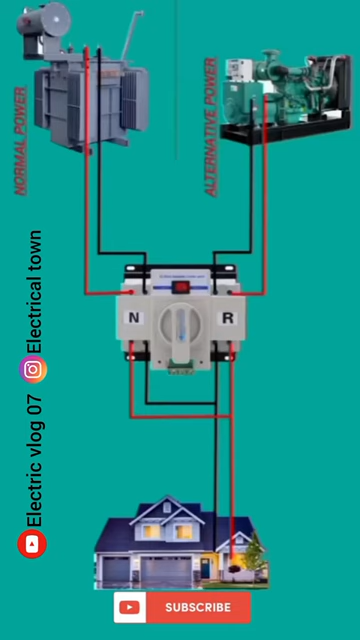 NORMAL POWER
ALTERNATIVE POWER
N
R
Electrical town
Electric vlog 07
SUBSCRIBE